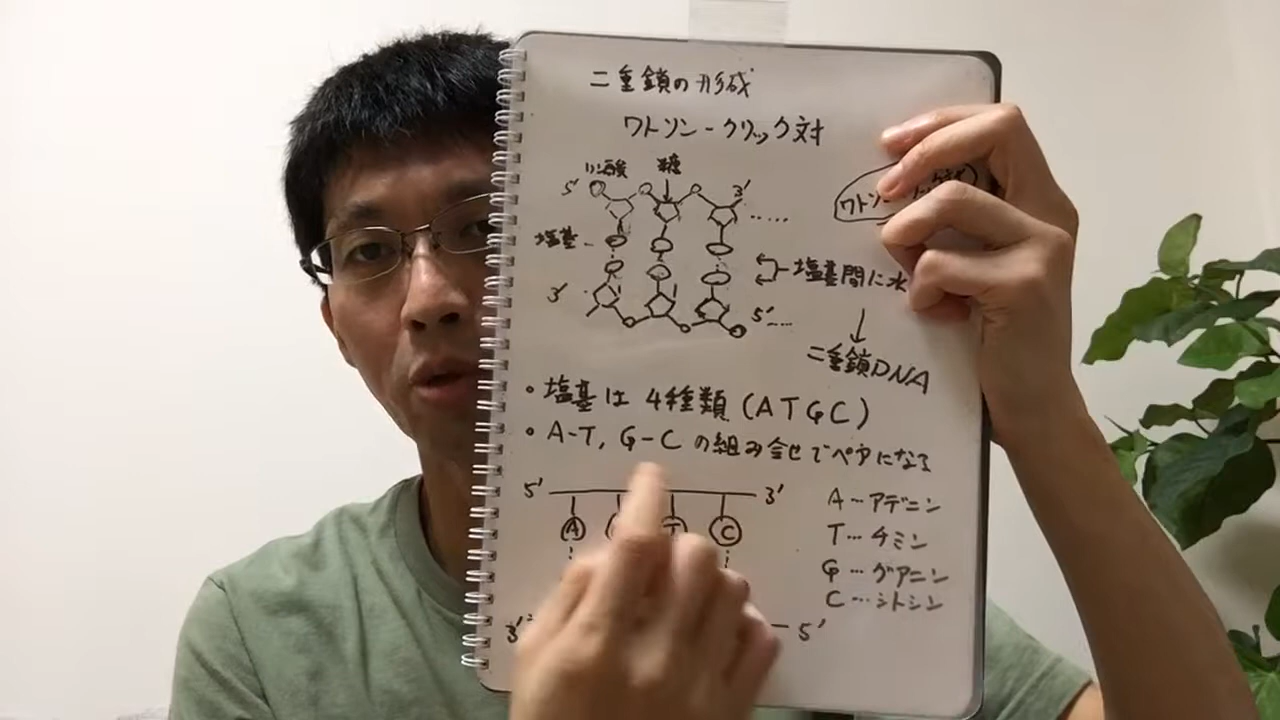 二重鎖の形成
ワトソン-クリック対
リン酸 糖
5' 3'
塩基
塩基間に水
3' 5'
二重鎖DNA
・塩基は4種類(ATGC)
・A-T, G-Cの組み合せでペアになる
5' 3'
A T C
A…アデニン
T…チミン
G…グアニン
C…シトシン
3' 5'